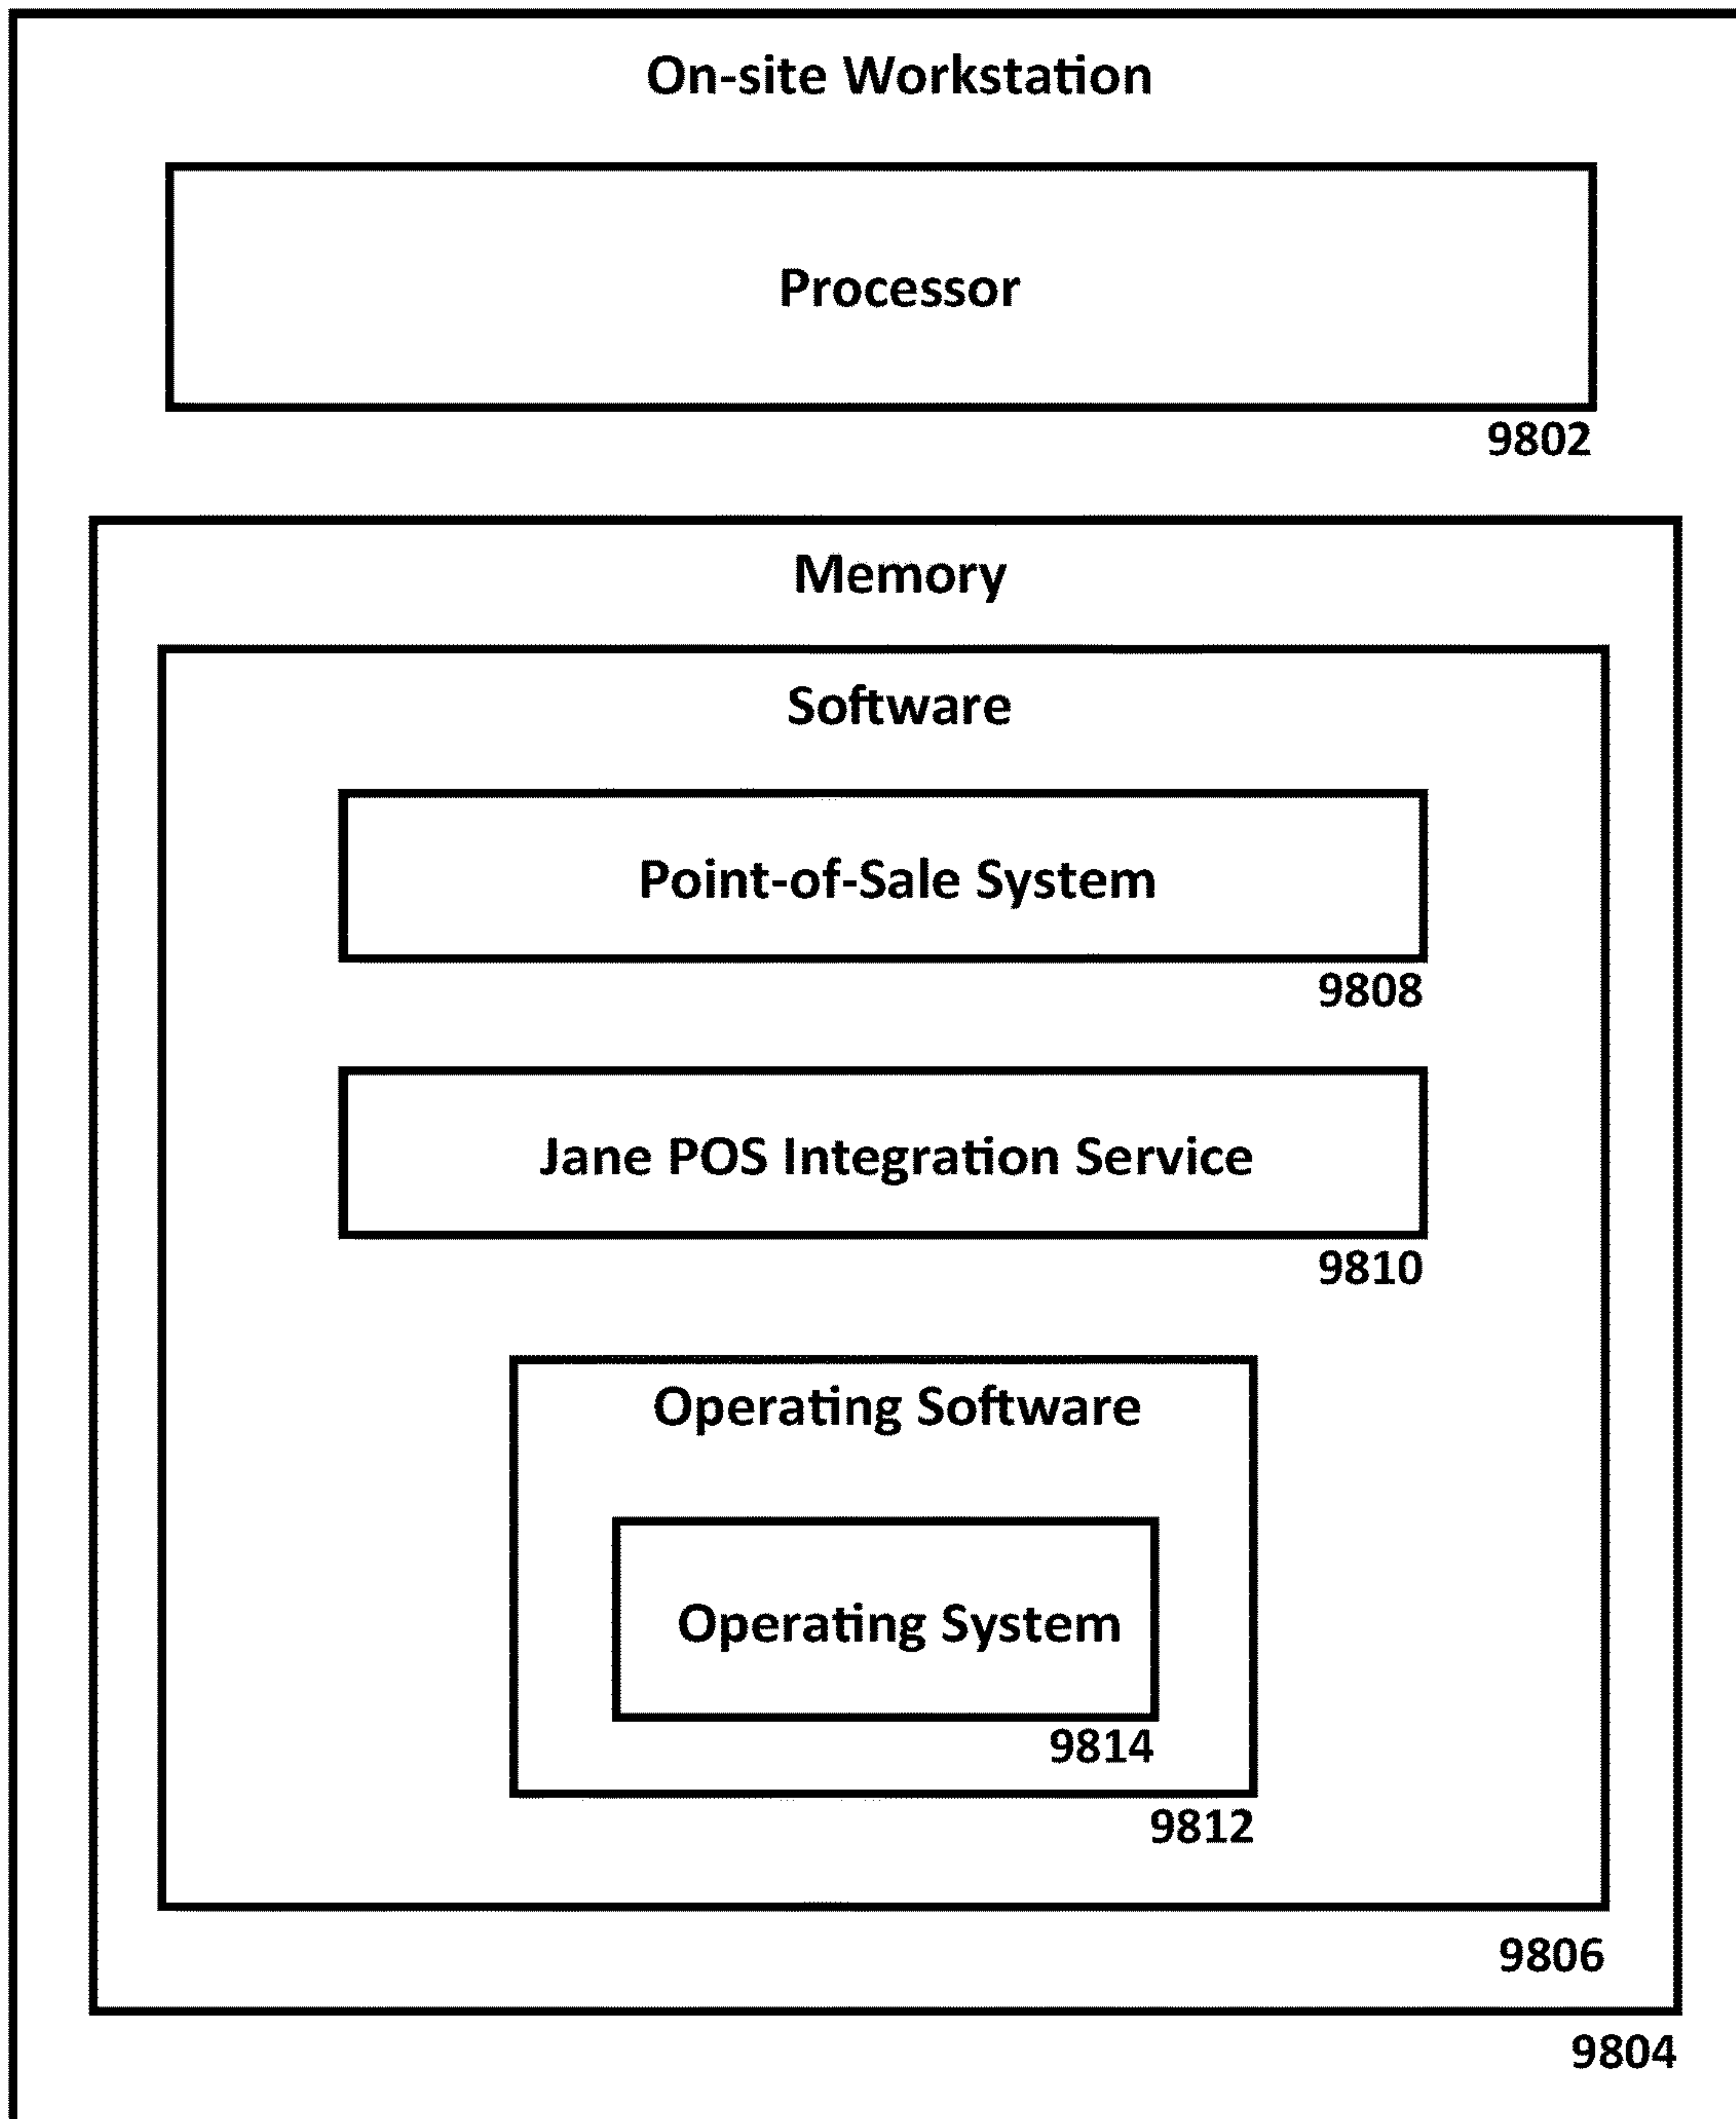 On-site Workstation
Processor
9802
Memory
Software
Point-of-Sale System
9808
Jane POS Integration Service
9810
Operating Software
Operating System
9814
9812
9806
9804